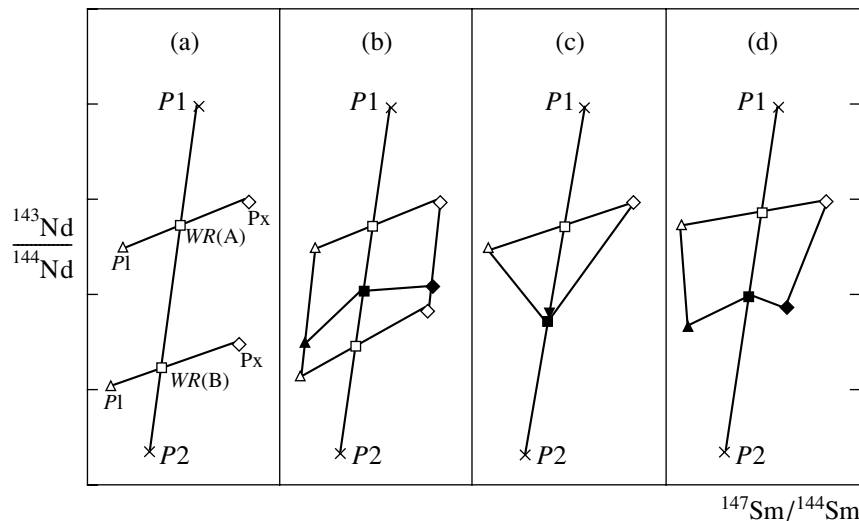 (a) (b) (c) (d)
P1 P1 P1 P1
Px
WR(A)
Pl
143Nd
144Nd
Px
WR(B)
Pl
P2 P2 P2 P2
147Sm/144Sm